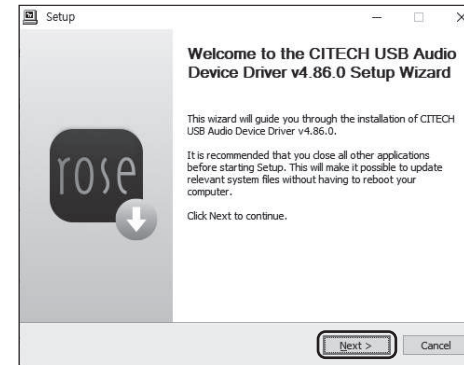 Setup
Welcome to the CITECH USB Audio
Device Driver v4.86.0 Setup Wizard
This wizard will guide you through the installation of CITECH
USB Audio Device Driver v4.86.0.
It is recommended that you close all other applications
before starting Setup. This will make it possible to update
relevant system files without having to reboot your
computer.
Click Next to continue.
rose
Next >
Cancel